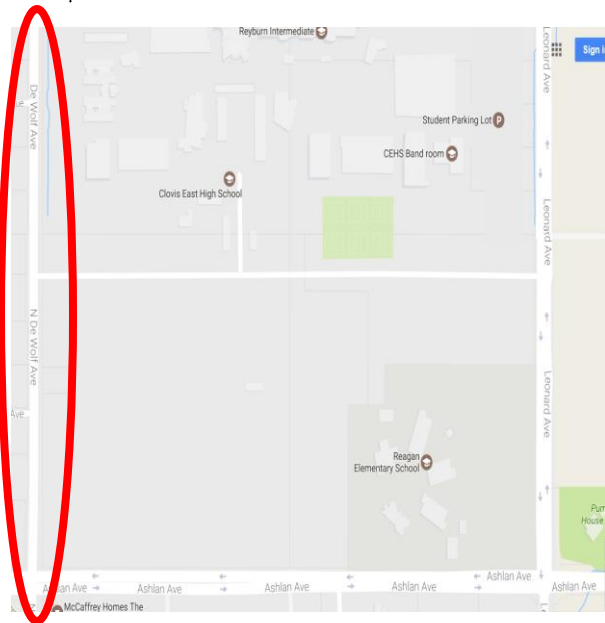 Reyburn Intermediate
Sign i
De Wolf Ave
Leonard Ave
Student Parking Lot
P
CEHS Band room
Clovis East High School
Leonard Ave
N De Wolf Ave
Leonard Ave
Ave
Reagan
Elementary School
House
Ashlan Ave
Ashlan Ave
Ashlan Ave
Ashlan Ave
Ashlan Ave
Ashlan Ave
McCaffrey Homes The